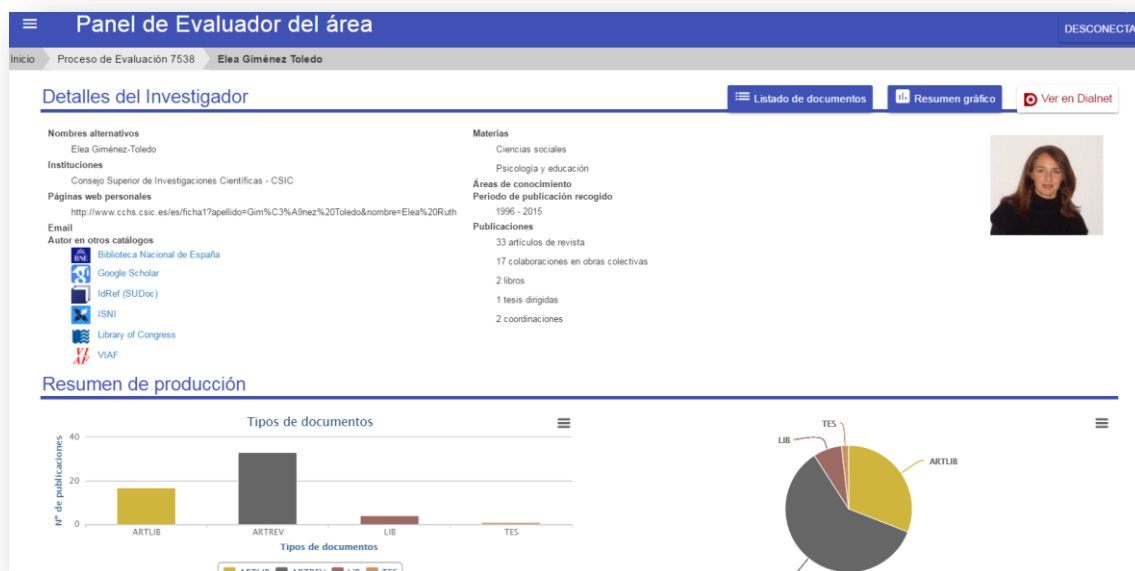 Panel de Evaluador del área
DESCONECTA
Inicio Proceso de Evaluación 7538 Elea Giménez Toledo
Detalles del Investigador
Listado de documentos
Resumen gráfico
Ver en Dialnet
Nombres alternativos
Elea Giménez-Toledo
Instituciones
Consejo Superior de Investigaciones Científicas - CSIC
Páginas web personales
http://www.cchs.csic.es/es/ficha1?apellido=Gim%C3%A9nez%20Toledo&nombre=Elea%20Ruth
Email
Autor en otros catálogos
BNE
Biblioteca Nacional de España
Google Scholar
IdRef (SUDoc)
ISNI
Library of Congress
VIAF
VIAF
Materias
Ciencias sociales
Psicología y educación
Áreas de conocimiento
Periodo de publicación recogido
1996 - 2015
Publicaciones
33 artículos de revista
17 colaboraciones en obras colectivas
2 libros
1 tesis dirigidas
2 coordinaciones
Resumen de producción
Tipos de documentos
Nº de publicaciones
40
20
0
ARTLIB ARTREV LIB TES
Tipos de documentos
ARTLIB ARTREV LIB TES
TES
LIB
ARTLIB